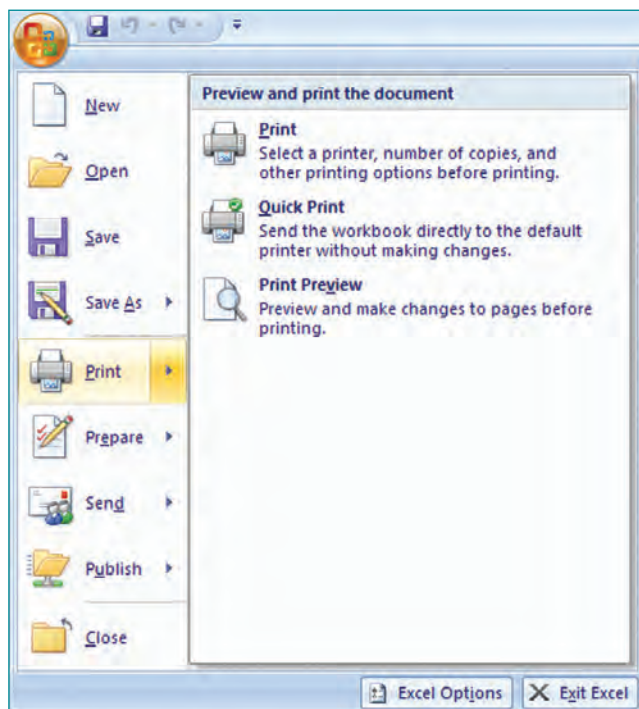 New
Open
Save
Save As
Print
Prepare
Send
Publish
Close
Preview and print the document
Print
Select a printer, number of copies, and
other printing options before printing.
Quick Print
Send the workbook directly to the default
printer without making changes.
Print Preview
Preview and make changes to pages before
printing.
Excel Options
Exit Excel